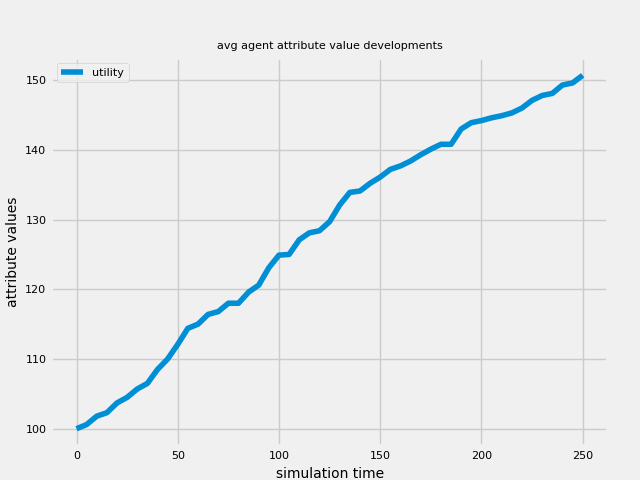 avg agent attribute value developments
utility
150
140
130
120
110
100
attribute values
0 50 100 150 200 250
simulation time